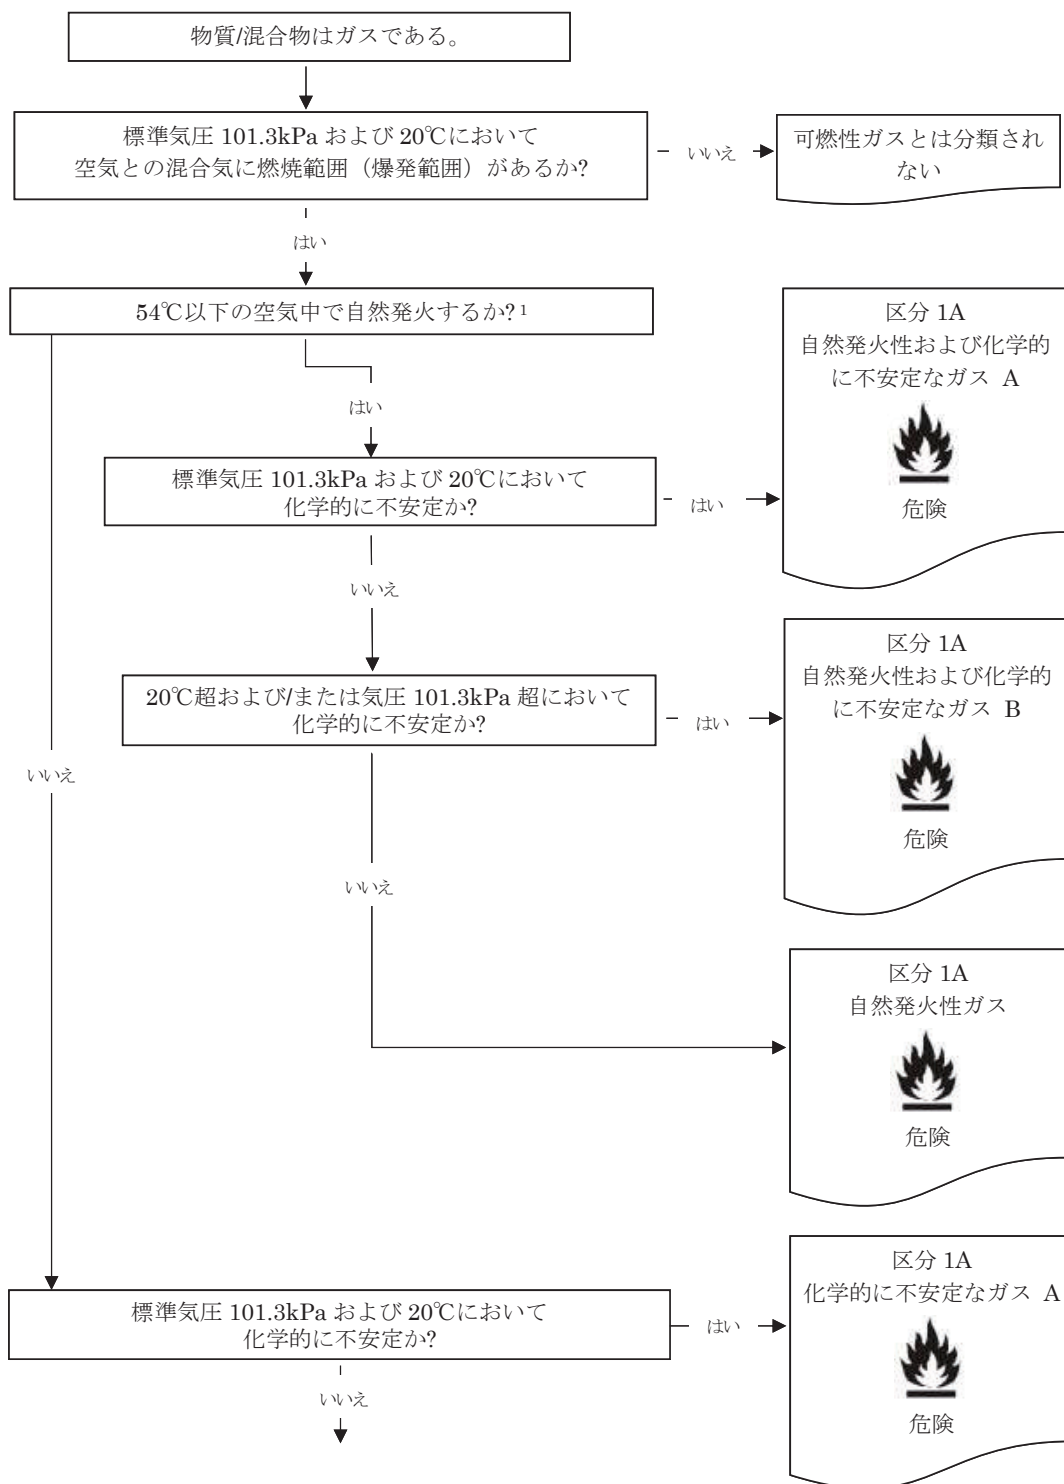 物質/混合物はガスである。
標準気圧 101.3kPa および 20℃において
空気との混合気に燃焼範囲（爆発範囲）があるか?
いいえ
可燃性ガスとは分類され
ない
はい
54℃以下の空気中で自然発火するか?¹
はい
標準気圧 101.3kPa および 20℃において
化学的に不安定か?
はい
区分 1A
自然発火性および化学的
に不安定なガス A
危険
いいえ
20℃超および/または気圧 101.3kPa 超において
化学的に不安定か?
はい
区分 1A
自然発火性および化学的
に不安定なガス B
危険
いいえ
いいえ
区分 1A
自然発火性ガス
危険
標準気圧 101.3kPa および 20℃において
化学的に不安定か?
はい
区分 1A
化学的に不安定なガス A
危険
いいえ